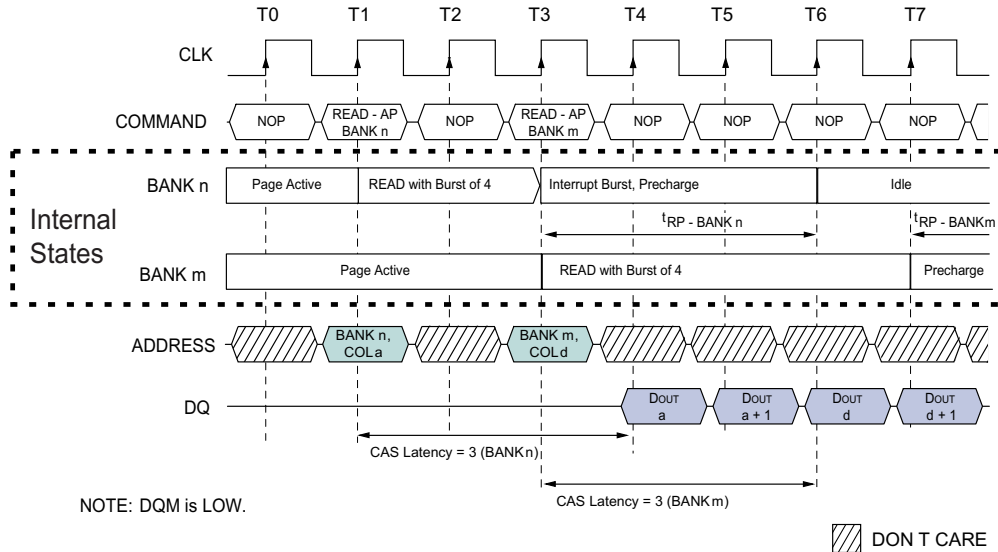 T0 T1 T2 T3 T4 T5 T6 T7
CLK
COMMAND
NOP
READ - AP
BANK n
NOP
READ - AP
BANK m
NOP
NOP
NOP
NOP
Internal
States
BANK n
Page Active
READ with Burst of 4
Interrupt Burst, Precharge
Idle
tRP - BANK n
tRP - BANK m
BANK m
Page Active
READ with Burst of 4
Precharge
ADDRESS
BANK n,
COL a
BANK m,
COL d
DQ
DOUT
a
DOUT
a + 1
DOUT
d
DOUT
d + 1
CAS Latency = 3 (BANK n)
CAS Latency = 3 (BANK m)
NOTE: DQM is LOW.
DON T CARE